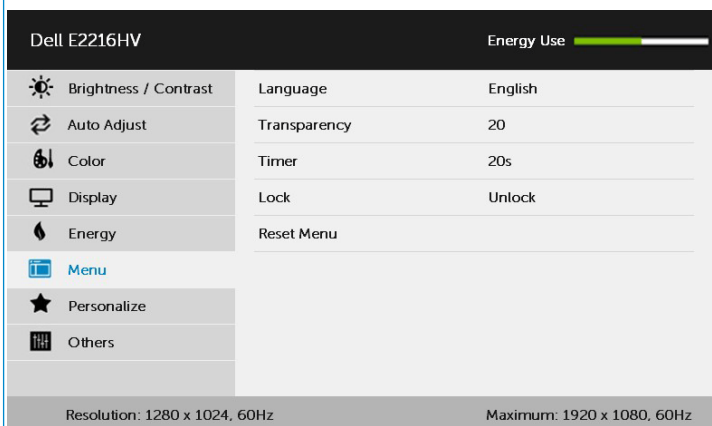 Dell E2216HV Energy Use
Brightness / Contrast Language English
Auto Adjust Transparency 20
Color Timer 20s
Display Lock Unlock
Energy Reset Menu
Menu
Personalize
Others
Resolution: 1280 x 1024, 60Hz Maximum: 1920 x 1080, 60Hz